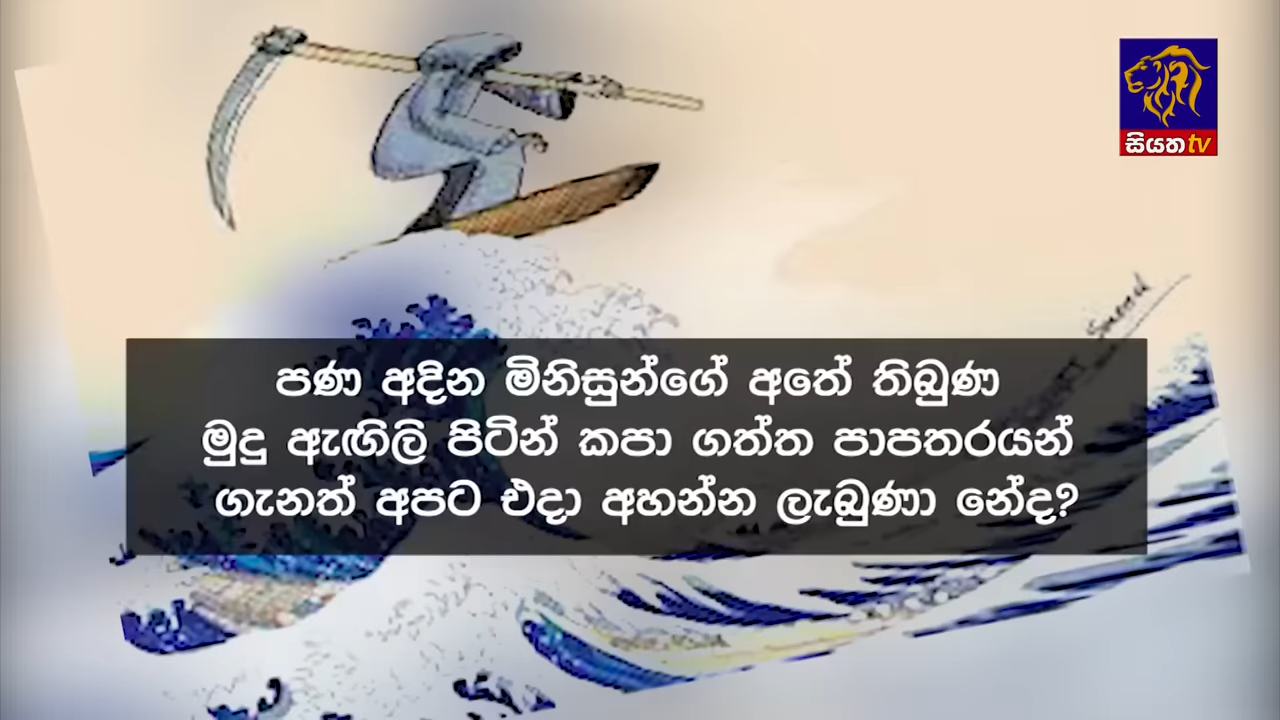 සියත tv
පණ අදින මිනිසුන්ගේ අතේ තිබුණ
මුදු ඇඟිලි පිටින් කපා ගත්ත පාපතරයන්
ගැනත් අපට එදා අහන්න ලැබුණා නේද?